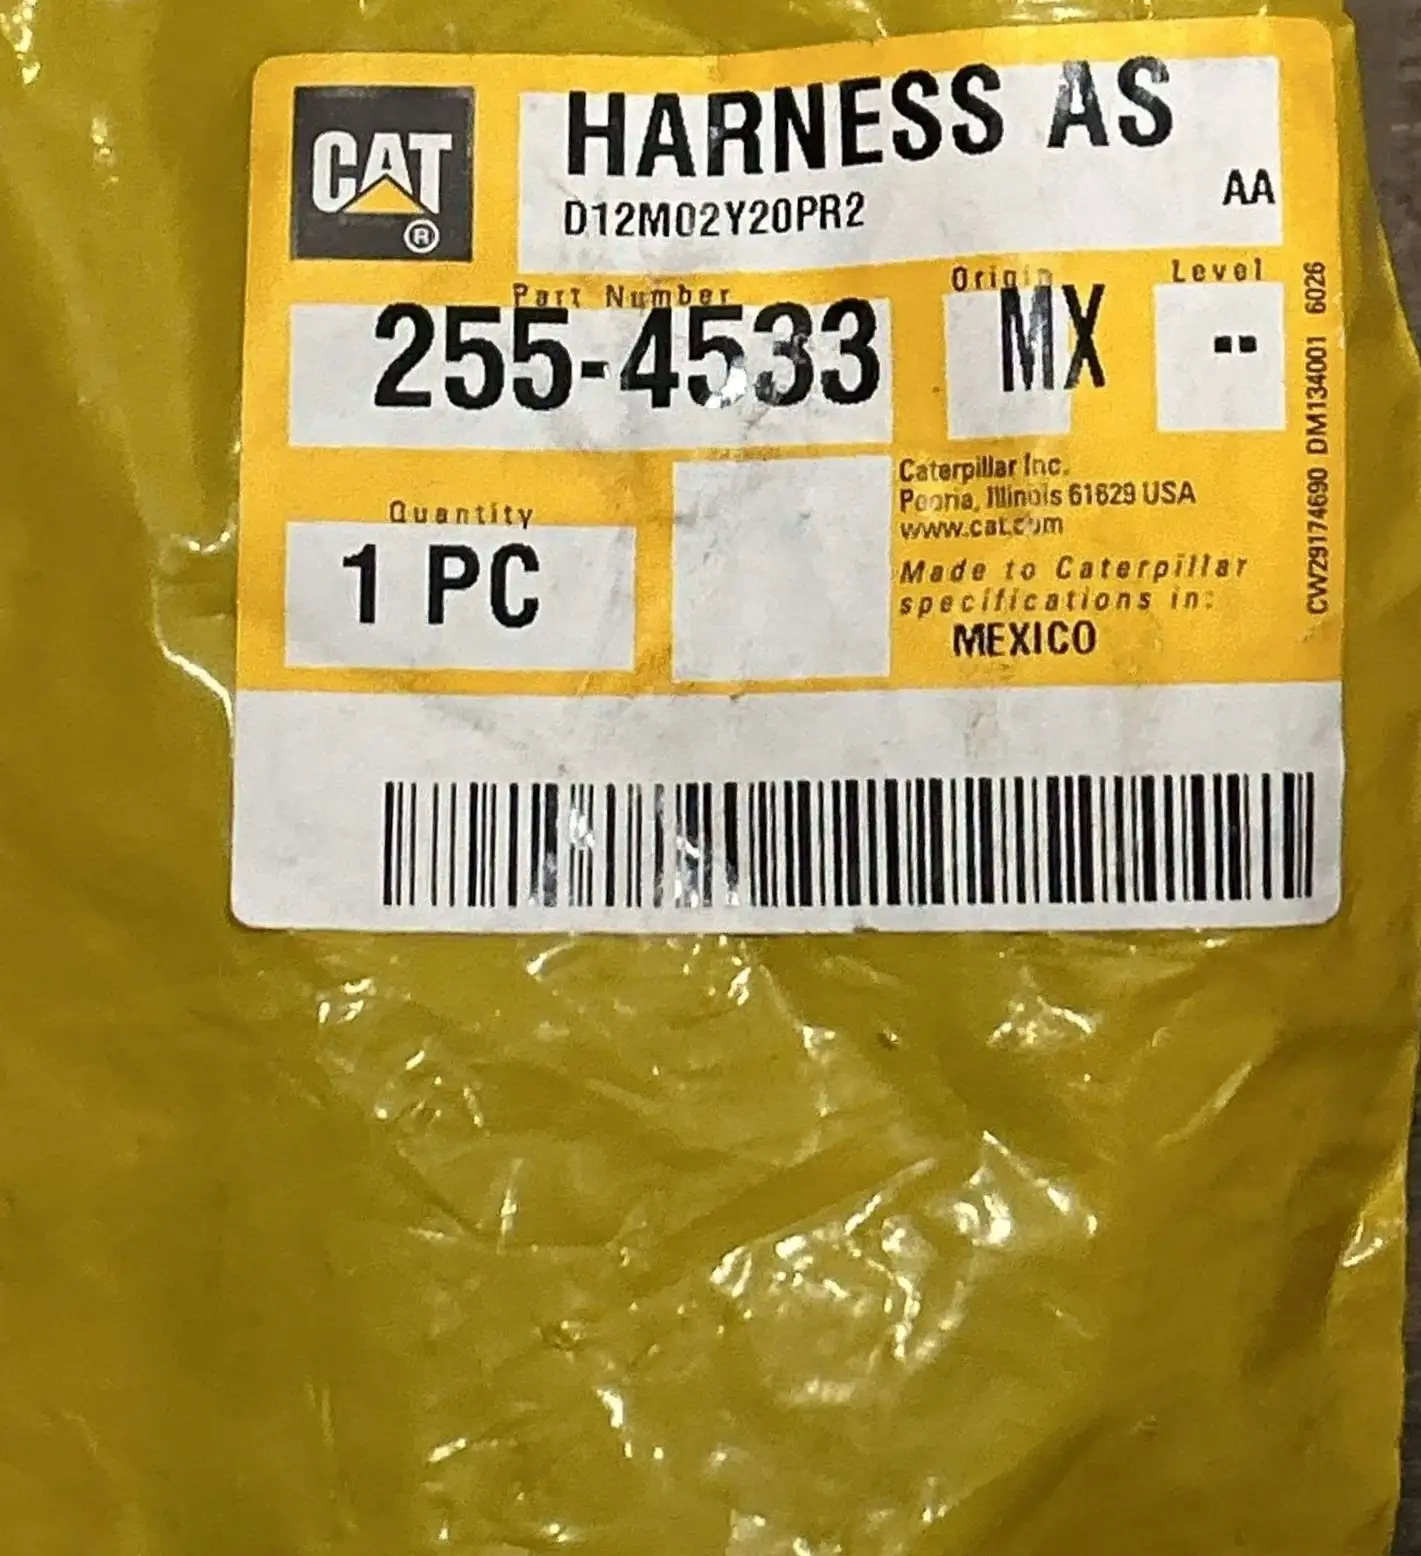 CAT
®
HARNESS AS
D12M02Y20PR2
AA
Part Number
255-4533
Origin
MX
Level
--
Quantity
1 PC
Caterpillar Inc.
Peoria, Illinois 61629 USA
www.cat.com
Made to Caterpillar
specifications in:
MEXICO
CW29174690 DM134001 6026